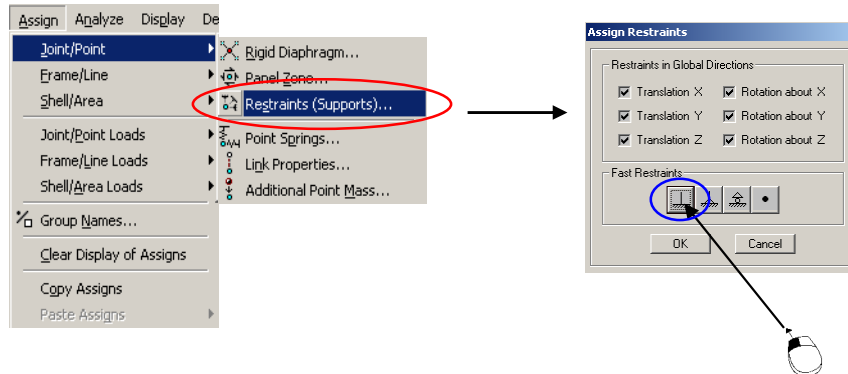 Assign Analyze Display De
Joint/Point
Frame/Line
Shell/Area
Joint/Point Loads
Frame/Line Loads
Shell/Area Loads
Group Names...
Clear Display of Assigns
Copy Assigns
Paste Assigns
Rigid Diaphragm...
Panel Zone...
Restraints (Supports)...
Point Springs...
Link Properties...
Additional Point Mass...
Assign Restraints
Restraints in Global Directions
Translation X Rotation about X
Translation Y Rotation about Y
Translation Z Rotation about Z
Fast Restraints
OK Cancel